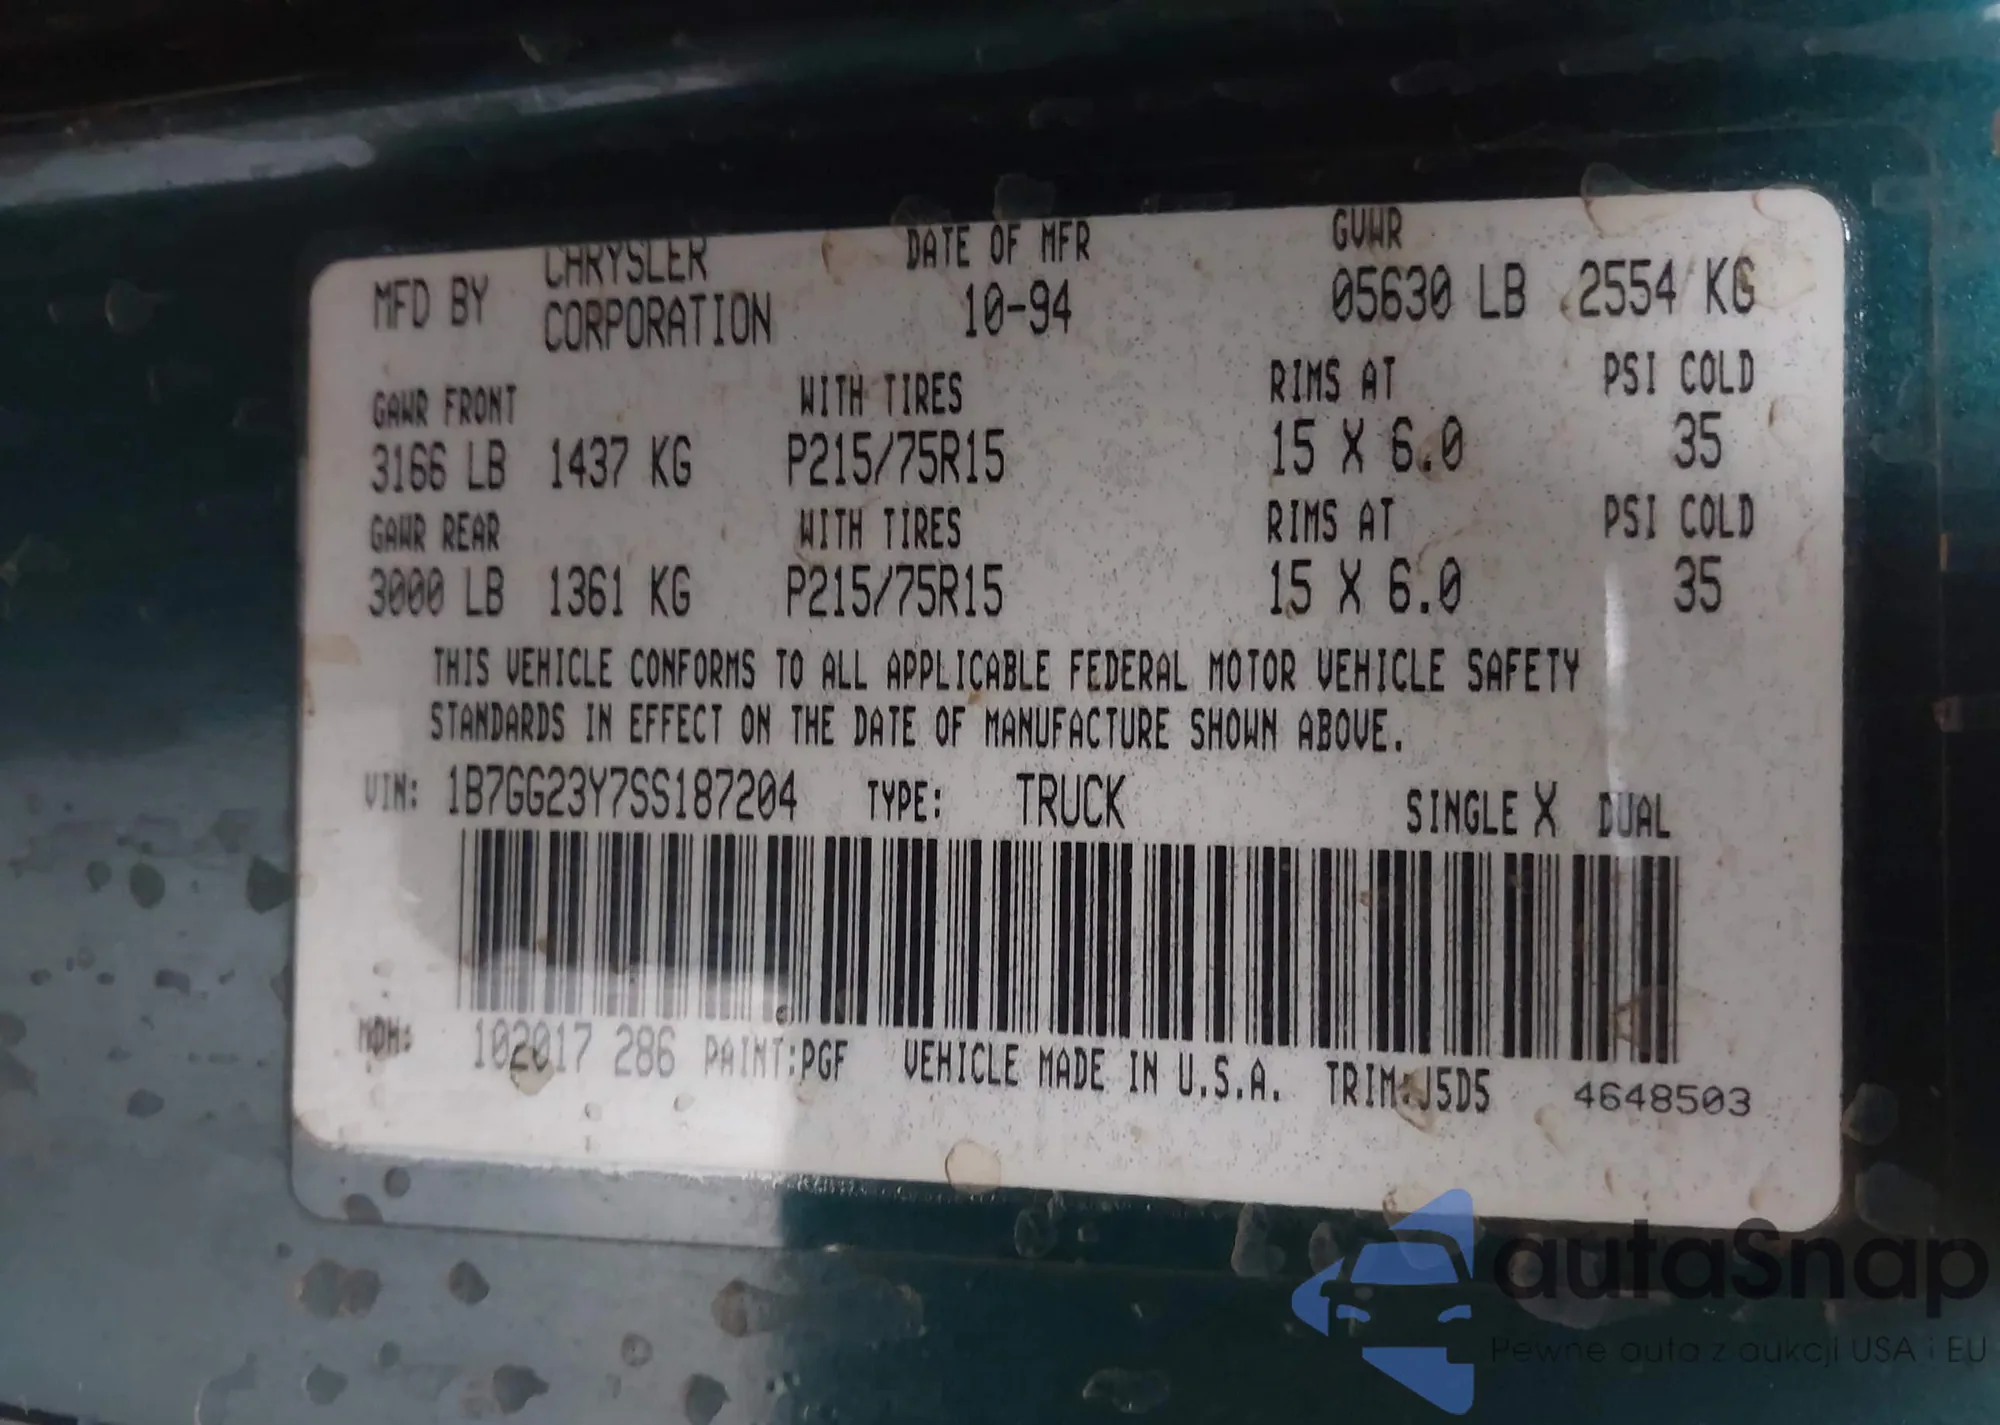 MFD BY CHRYSLER CORPORATION DATE OF MFR 10-94 GVWR 05630 LB 2554 KG
GAWR FRONT WITH TIRES RIMS AT PSI COLD
3166 LB 1437 KG P215/75R15 15 X 6.0 35
GAWR REAR WITH TIRES RIMS AT PSI COLD
3000 LB 1361 KG P215/75R15 15 X 6.0 35
THIS VEHICLE CONFORMS TO ALL APPLICABLE FEDERAL MOTOR VEHICLE SAFETY
STANDARDS IN EFFECT ON THE DATE OF MANUFACTURE SHOWN ABOVE.
VIN: 1B7GG23Y7SS187204 TYPE: TRUCK SINGLE X DUAL
MDH: 102017 286 PAINT:PGF VEHICLE MADE IN U.S.A. TRIM:J5D5 4648503
autaSnap
Pewne auta z aukcji USA i EU